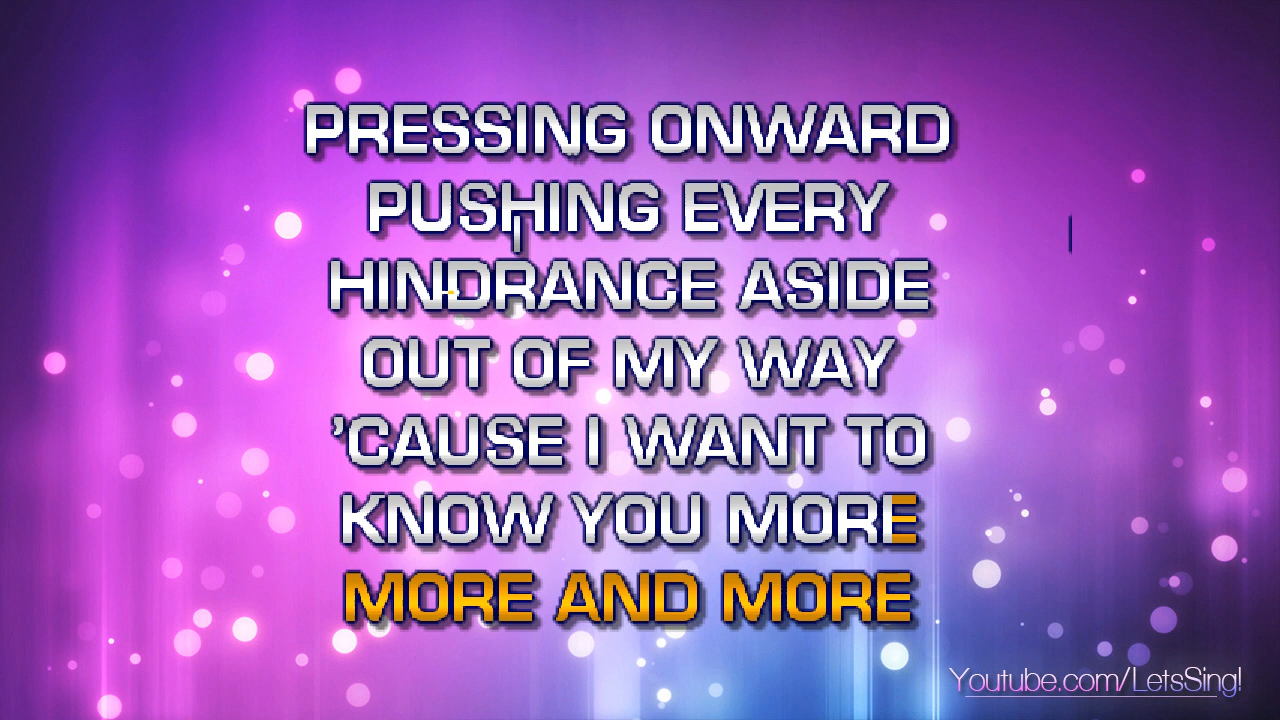 PRESSING ONWARD
PUSHING EVERY
HINDRANCE ASIDE
OUT OF MY WAY
'CAUSE I WANT TO
KNOW YOU MORE
MORE AND MORE
Youtube.com/LetsSing!